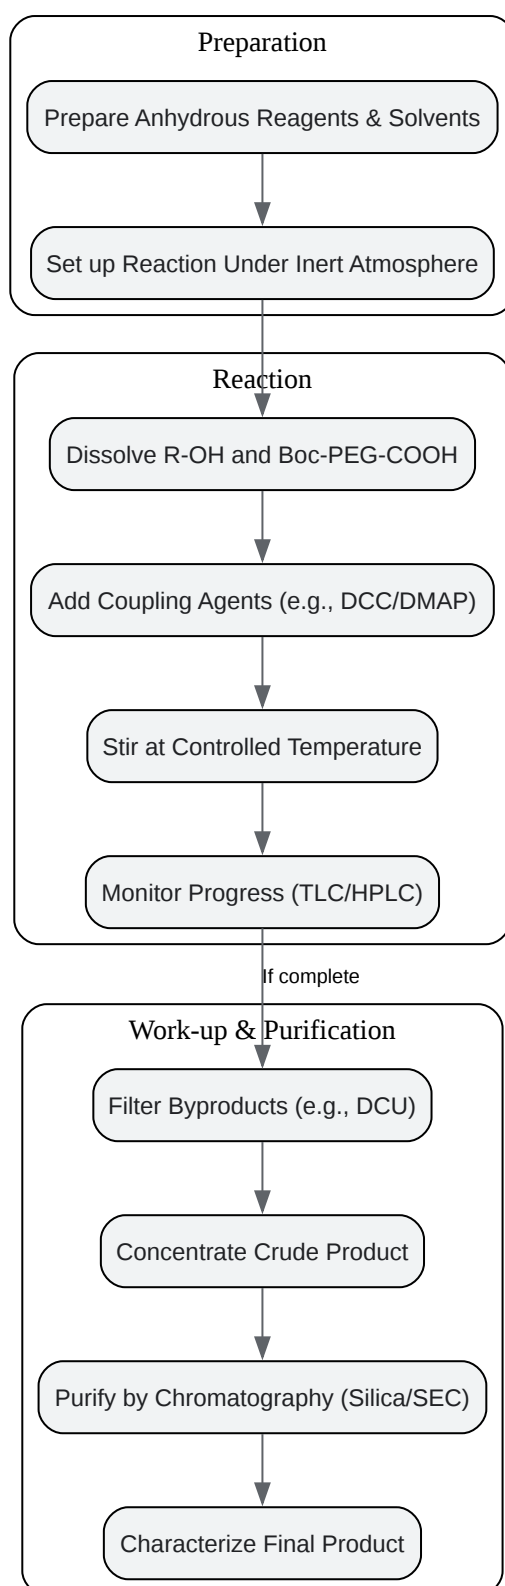 Preparation
Prepare Anhydrous Reagents & Solvents
Set up Reaction Under Inert Atmosphere
Reaction
Dissolve R-OH and Boc-PEG-COOH
Add Coupling Agents (e.g., DCC/DMAP)
Stir at Controlled Temperature
Monitor Progress (TLC/HPLC)
If complete
Work-up & Purification
Filter Byproducts (e.g., DCU)
Concentrate Crude Product
Purify by Chromatography (Silica/SEC)
Characterize Final Product